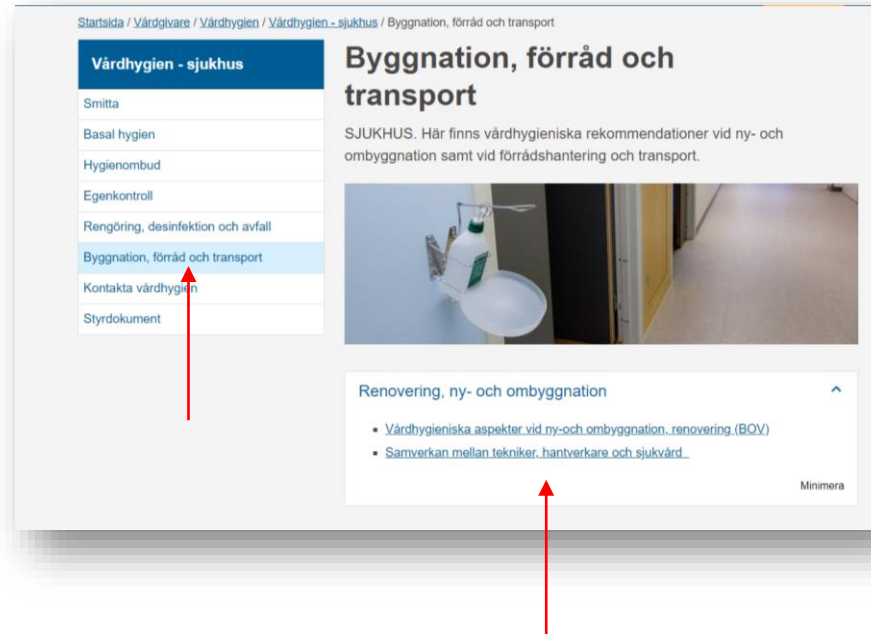 Startsida / Vårdgivare / Vårdhygien / Vårdhygien - sjukhus / Byggnation, förråd och transport
Vårdhygien - sjukhus
Smitta
Basal hygien
Hygienombud
Egenkontroll
Rengöring, desinfektion och avfall
Byggnation, förråd och transport
Kontakta vårdhygien
Styrdokument
Byggnation, förråd och
transport
SJUKHUS. Här finns vårdhygieniska rekommendationer vid ny- och
ombyggnation samt vid förrådshantering och transport.
Renovering, ny- och ombyggnation
▪ Vårdhygieniska aspekter vid ny-och ombyggnation, renovering (BOV)
▪ Samverkan mellan tekniker, hantverkare och sjukvård
Minimera